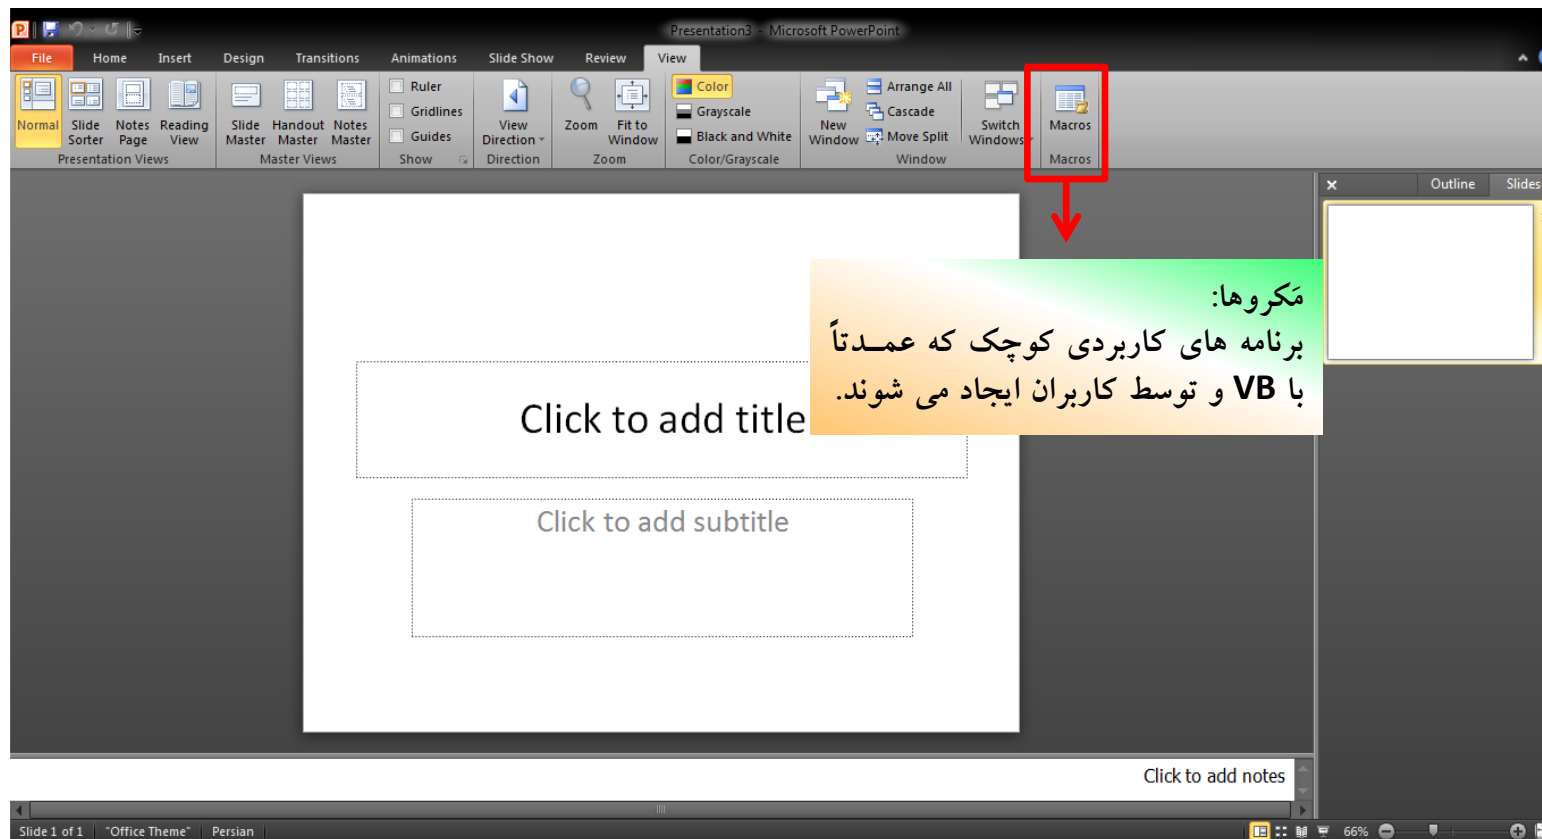 Presentation3 - Microsoft PowerPoint
File Home Insert Design Transitions Animations Slide Show Review View
Normal
Slide Sorter
Notes Page
Reading View
Presentation Views
Slide Master
Handout Master
Notes Master
Master Views
Ruler
Gridlines
Guides
Show
View Direction
Direction
Zoom
Fit to Window
Zoom
Color
Grayscale
Black and White
Color/Grayscale
New Window
Arrange All
Cascade
Move Split
Switch Windows
Window
Macros
Macros
Outline Slides
مَکروها:
برنامه های کاربردی کوچک که عمــدتاً
با VB و توسط کاربران ایجاد می شوند.
Click to add title
Click to add subtitle
Click to add notes
Slide 1 of 1 "Office Theme" Persian 66%